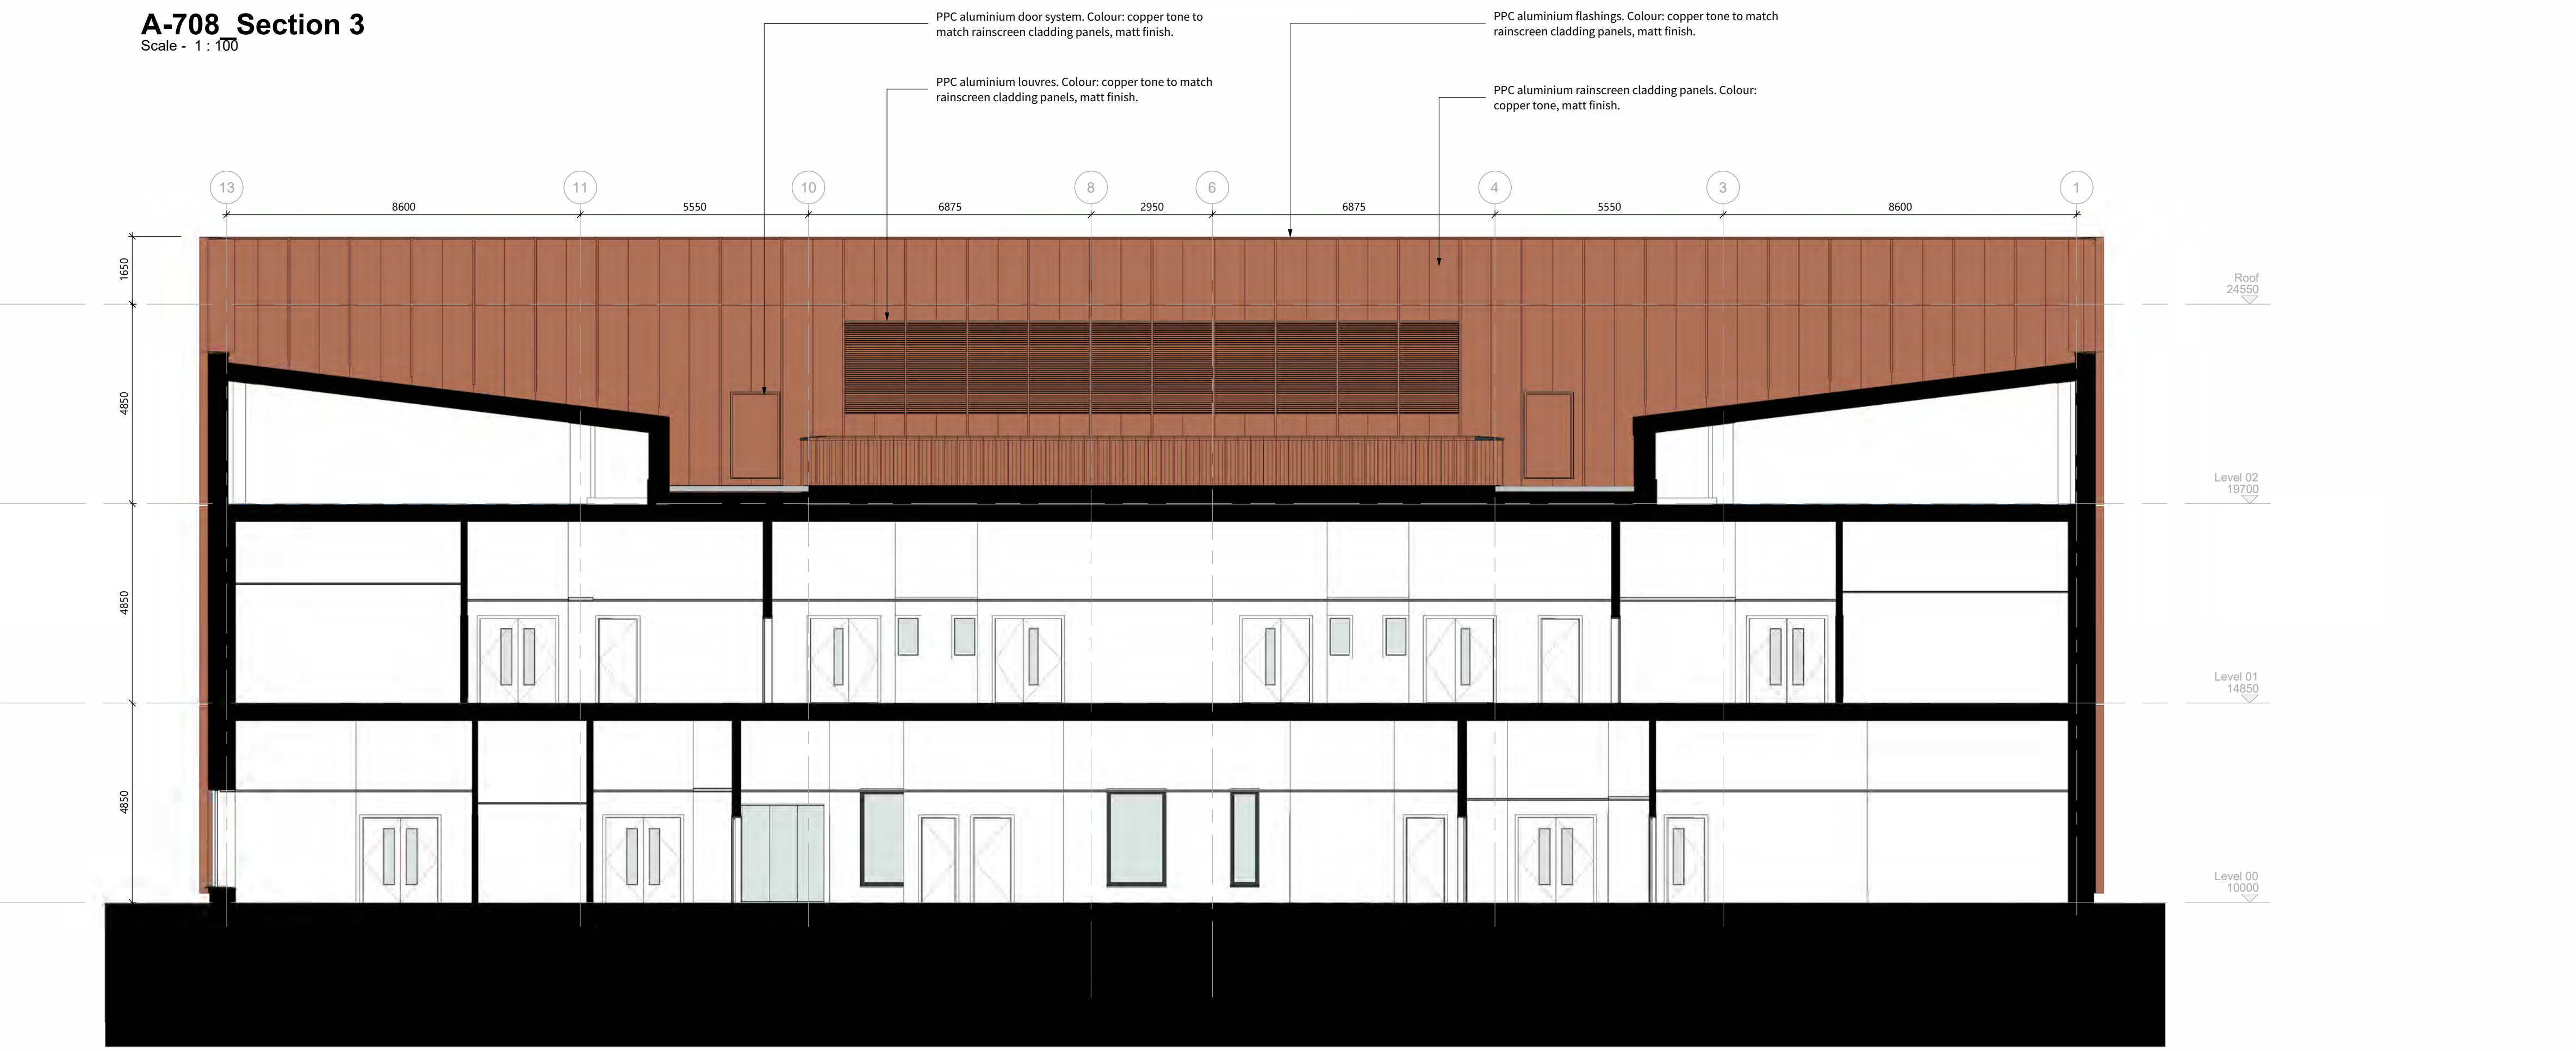 A-708_Section 3
Scale - 1 : 100
PPC aluminium door system. Colour: copper tone to
match rainscreen cladding panels, matt finish.
PPC aluminium flashings. Colour: copper tone to match
rainscreen cladding panels, matt finish.
PPC aluminium louvres. Colour: copper tone to match
rainscreen cladding panels, matt finish.
PPC aluminium rainscreen cladding panels. Colour:
copper tone, matt finish.
13 11 10 8 6 4 3 1
8600 5550 6875 2950 6875 5550 8600
1650
Roof
24550
4850
Level 02
19700
4850
Level 01
14850
4850
Level 00
10000